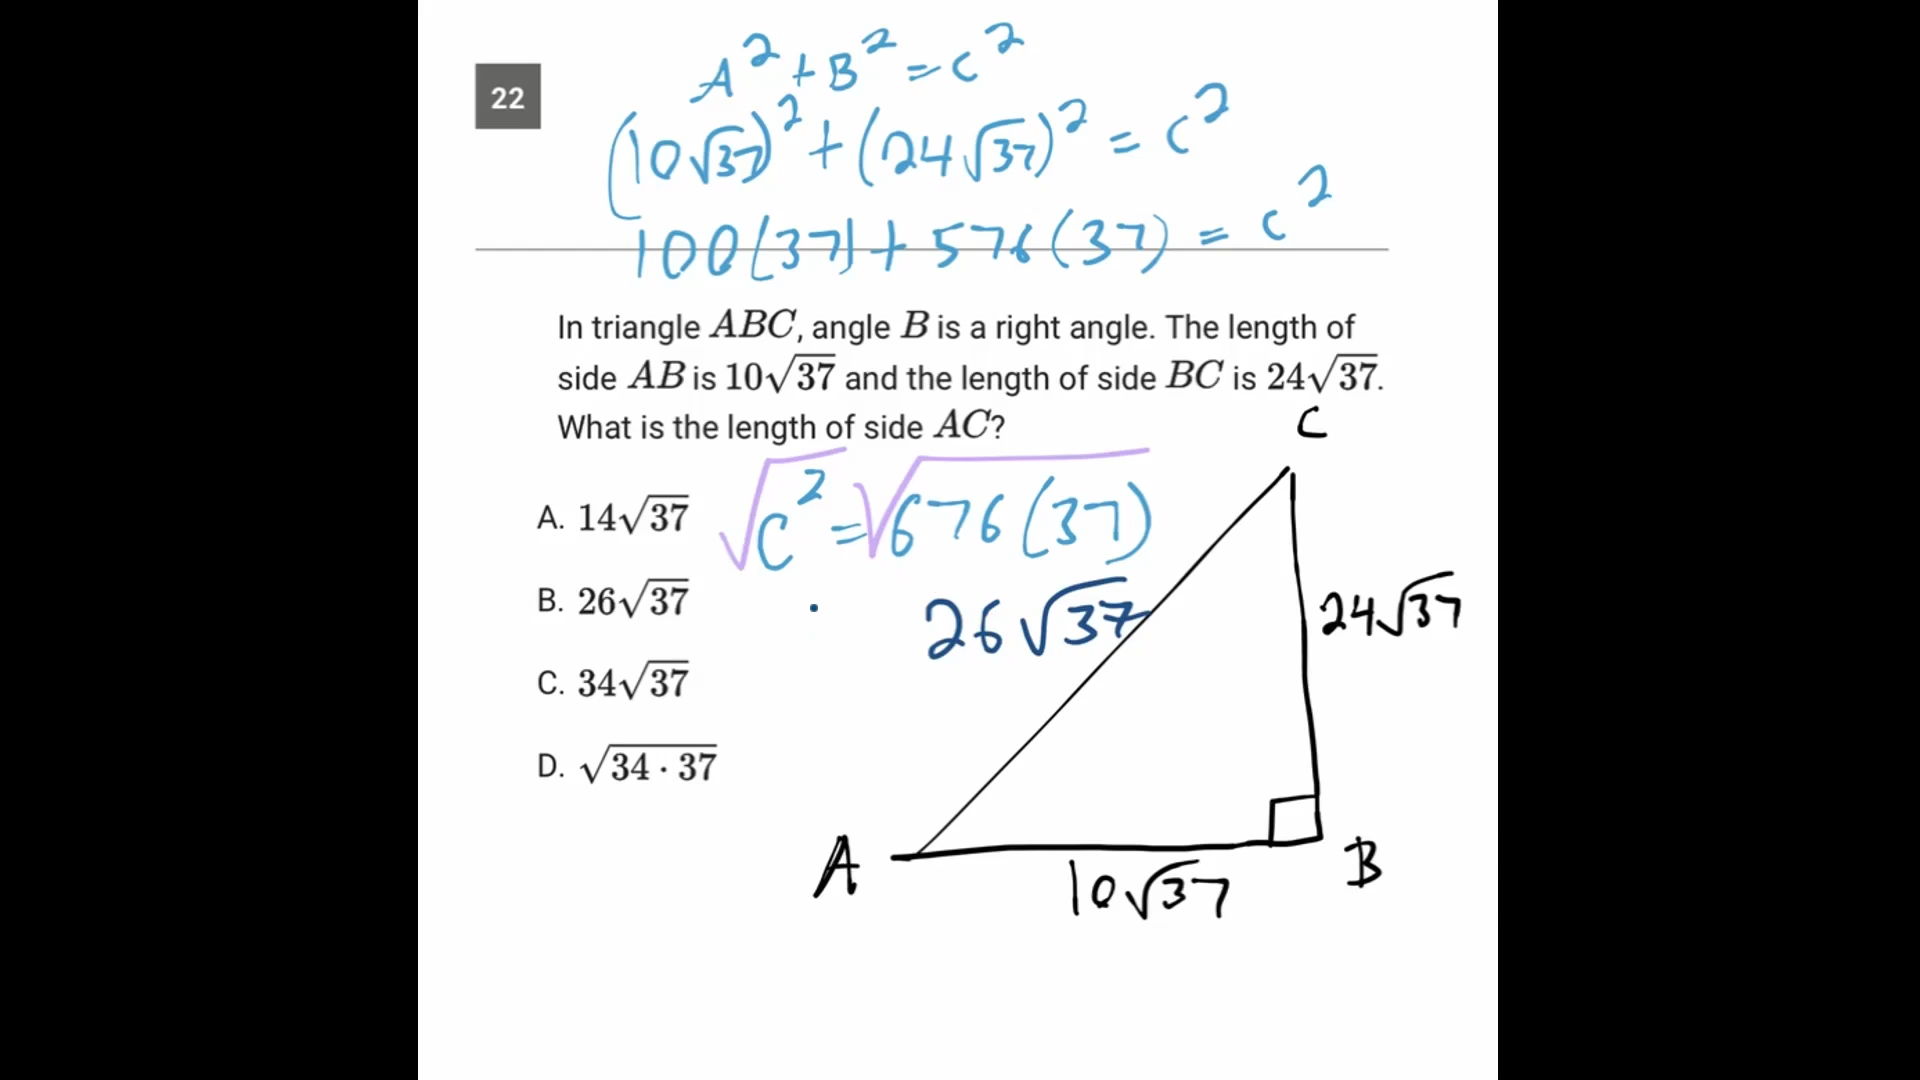 A² + B² = C²
22
(10√37)² + (24√37)² = C²
100(37) + 576(37) = C²
In triangle ABC, angle B is a right angle. The length of
side AB is 10√37 and the length of side BC is 24√37.
What is the length of side AC?
C
√C² = √676(37)
A. 14√37
B. 26√37
26√37
24√37
C. 34√37
D. √34 · 37
A
B
10√37